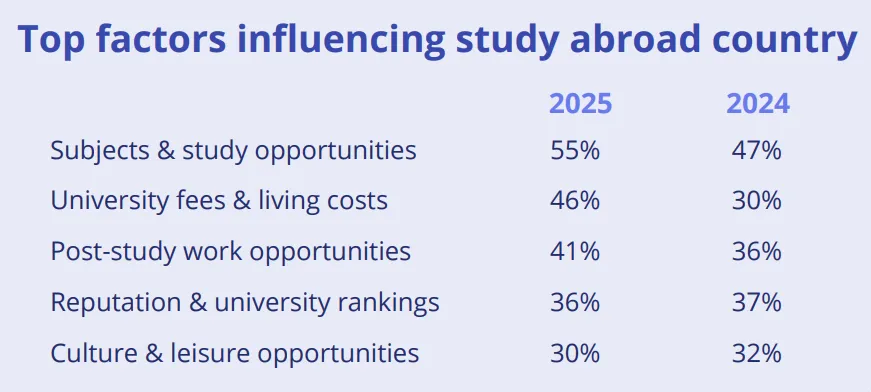 Top factors influencing study abroad country
2025 2024
Subjects & study opportunities 55% 47%
University fees & living costs 46% 30%
Post-study work opportunities 41% 36%
Reputation & university rankings 36% 37%
Culture & leisure opportunities 30% 32%